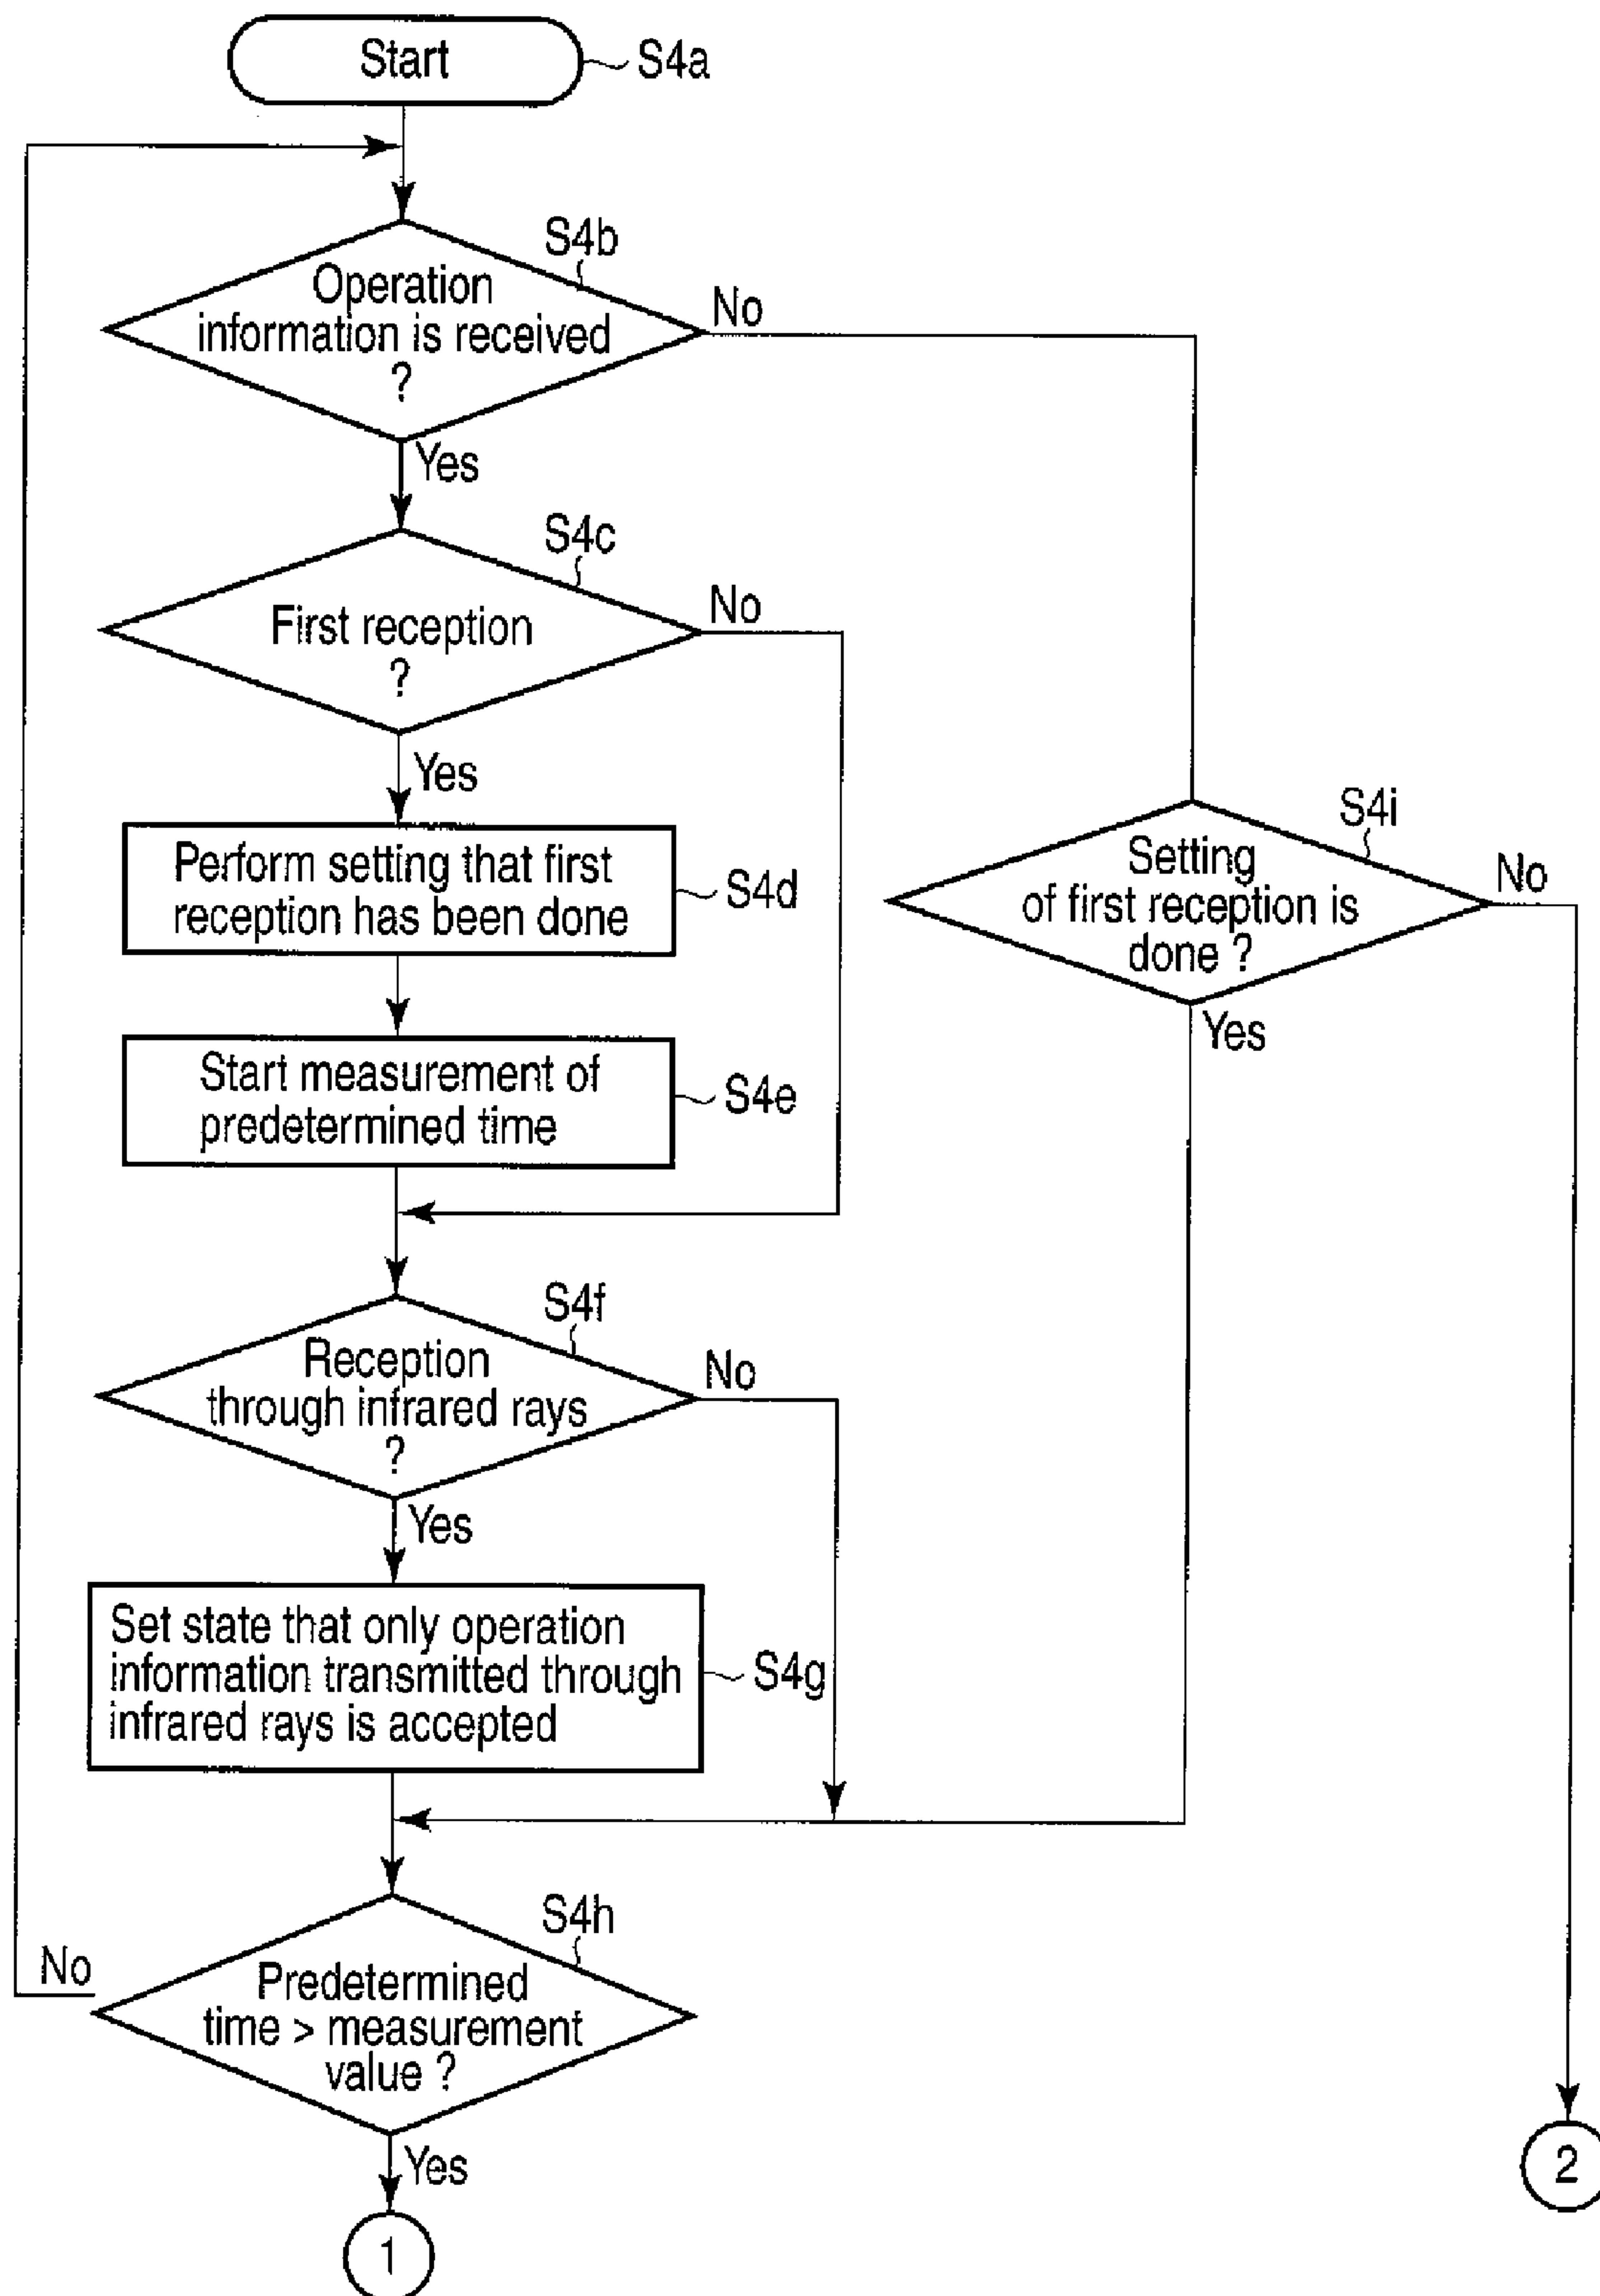 Start
S4a
S4b
Operation
information is received
?
No
Yes
S4c
First reception
?
No
Yes
Perform setting that first
reception has been done
S4d
S4i
Setting
of first reception is
done ?
No
Yes
Start measurement of
predetermined time
S4e
S4f
Reception
through infrared rays
?
No
Yes
Set state that only operation
information transmitted through
infrared rays is accepted
S4g
S4h
Predetermined
time > measurement
value ?
No
Yes
1
2